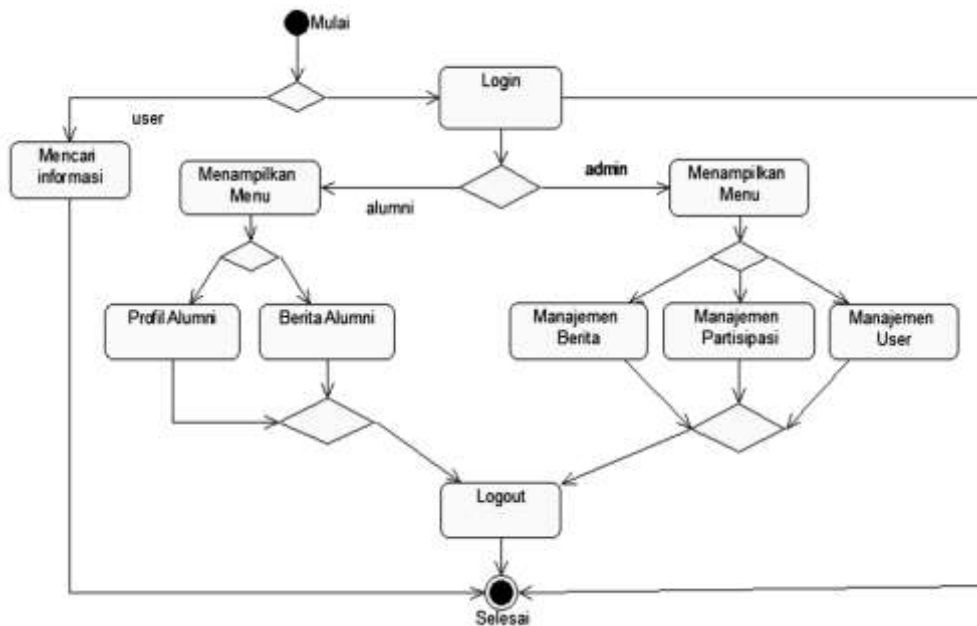 Mulai
Login
user
Mencari
informasi
Menampilkan
Menu
alumni
admin
Menampilkan
Menu
Profil Alumni
Berita Alumni
Manajemen
Berita
Manajemen
Partisipasi
Manajemen
User
Logout
Selesai